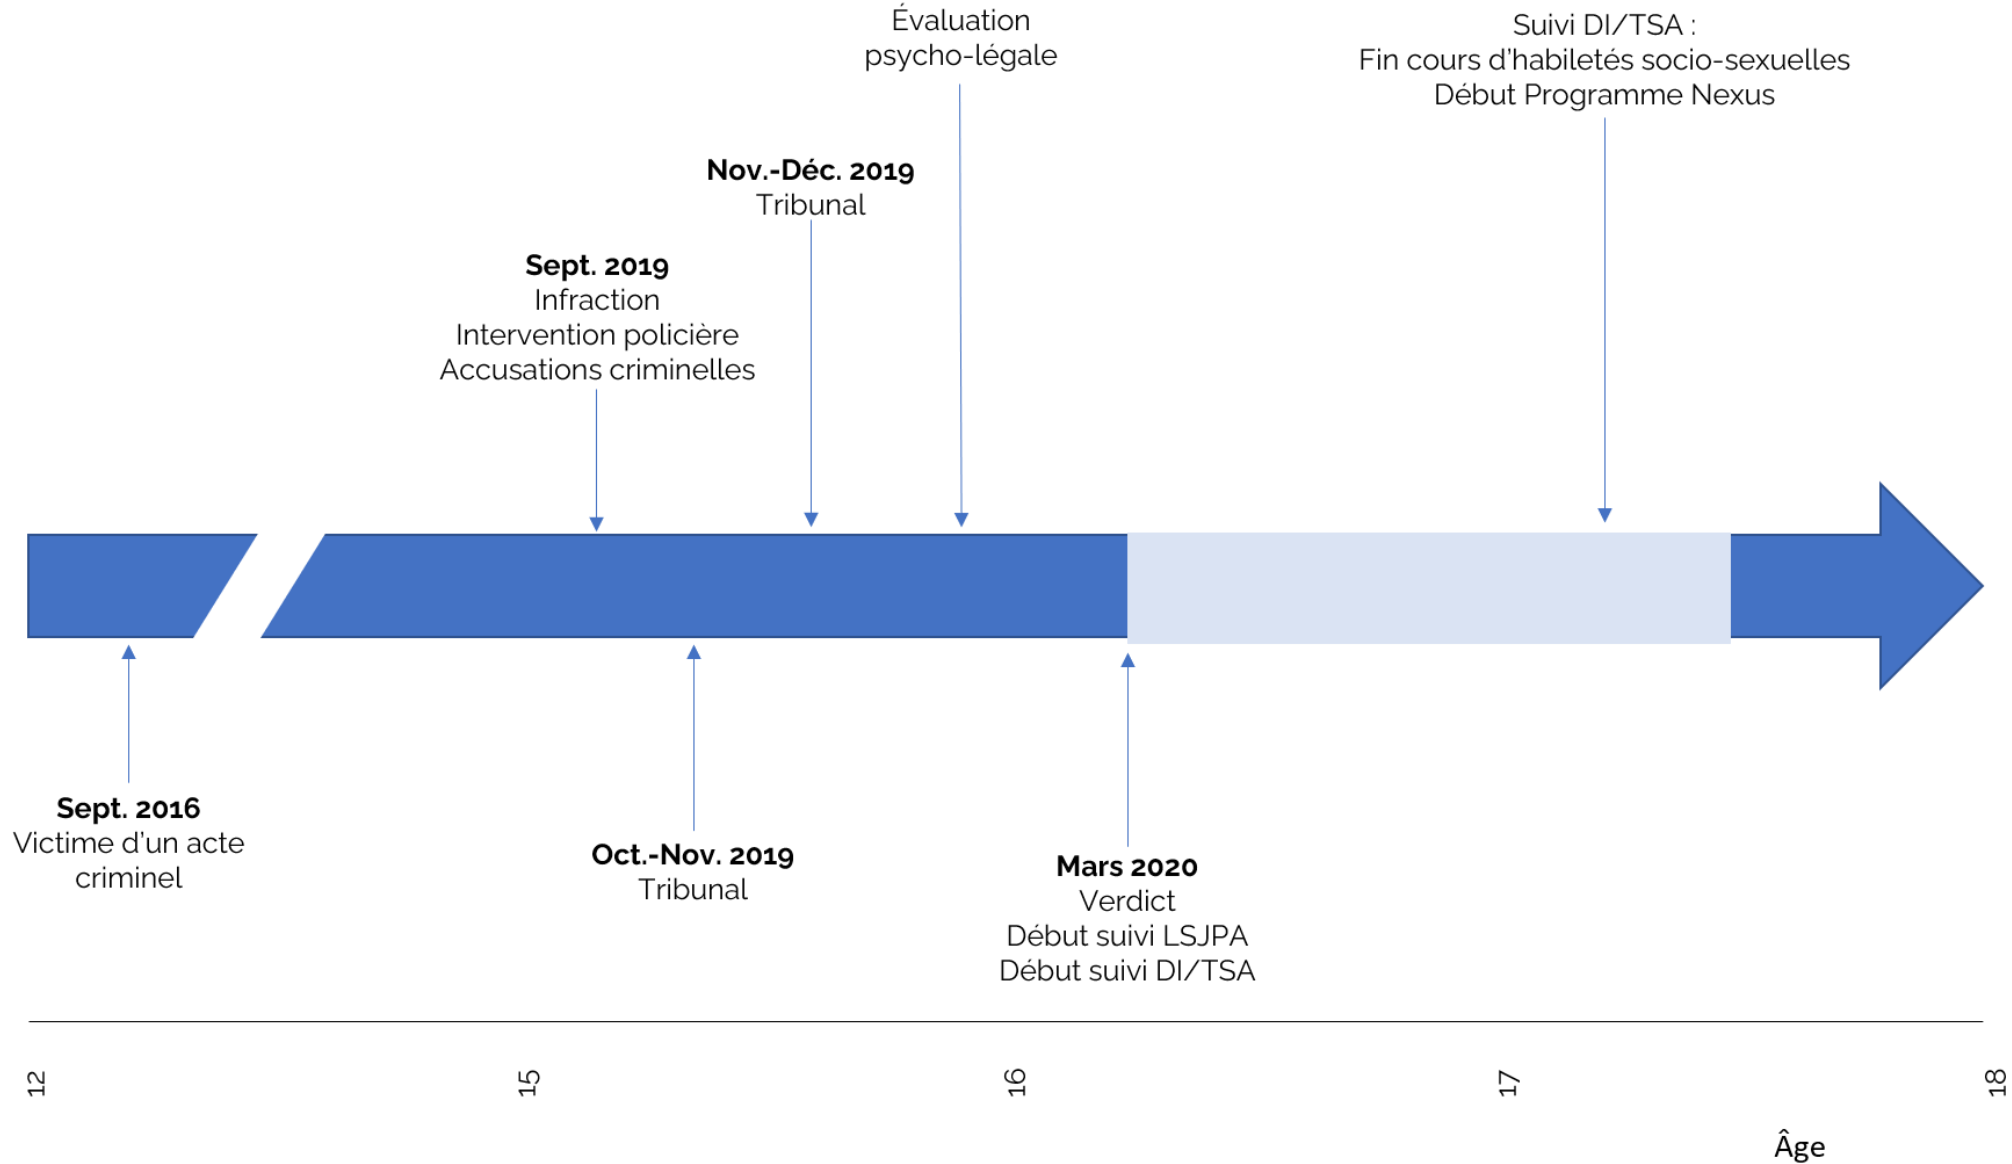 Évaluation
psycho-légale
Suivi DI/TSA :
Fin cours d'habiletés socio-sexuelles
Début Programme Nexus
Nov.-Déc. 2019
Tribunal
Sept. 2019
Infraction
Intervention policière
Accusations criminelles
Sept. 2016
Victime d'un acte
criminel
Oct.-Nov. 2019
Tribunal
Mars 2020
Verdict
Début suivi LSJPA
Début suivi DI/TSA
12
15
16
17
18
Âge